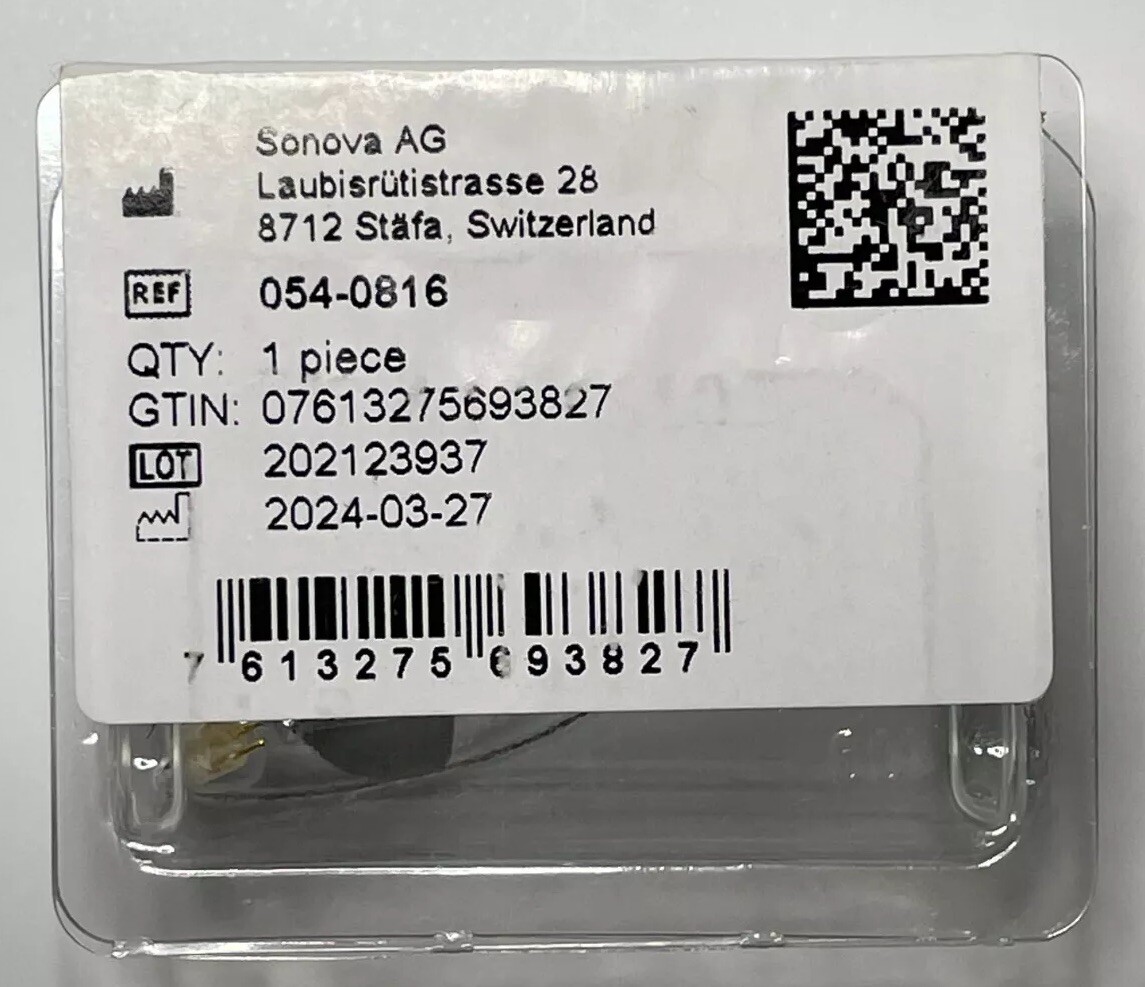 Sonova AG
Laubisrütistrasse 28
8712 Stäfa, Switzerland
REF 054-0816
QTY: 1 piece
GTIN: 07613275693827
LOT 202123937
2024-03-27
7 613275 693827